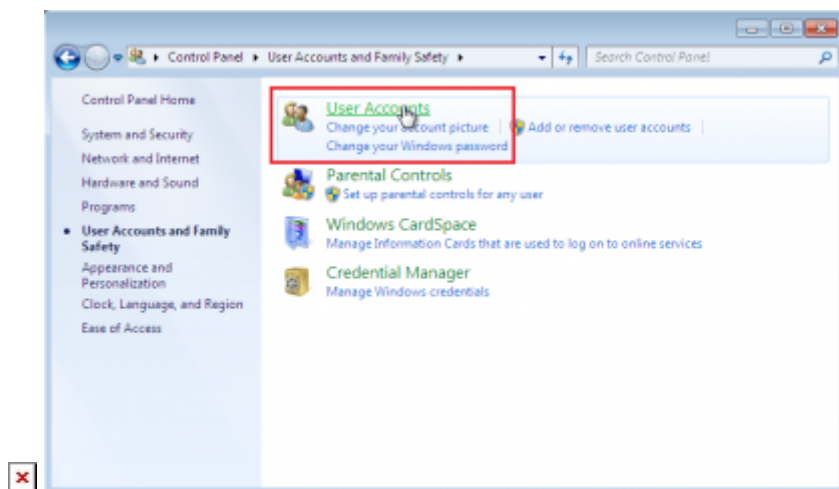 Control Panel ▸ User Accounts and Family Safety ▸
Search Control Panel
Control Panel Home
System and Security
Network and Internet
Hardware and Sound
Programs
• User Accounts and Family
Safety
Appearance and
Personalization
Clock, Language, and Region
Ease of Access
User Accounts
Change your account picture | Add or remove user accounts |
Change your Windows password
Parental Controls
Set up parental controls for any user
Windows CardSpace
Manage Information Cards that are used to log on to online services
Credential Manager
Manage Windows credentials